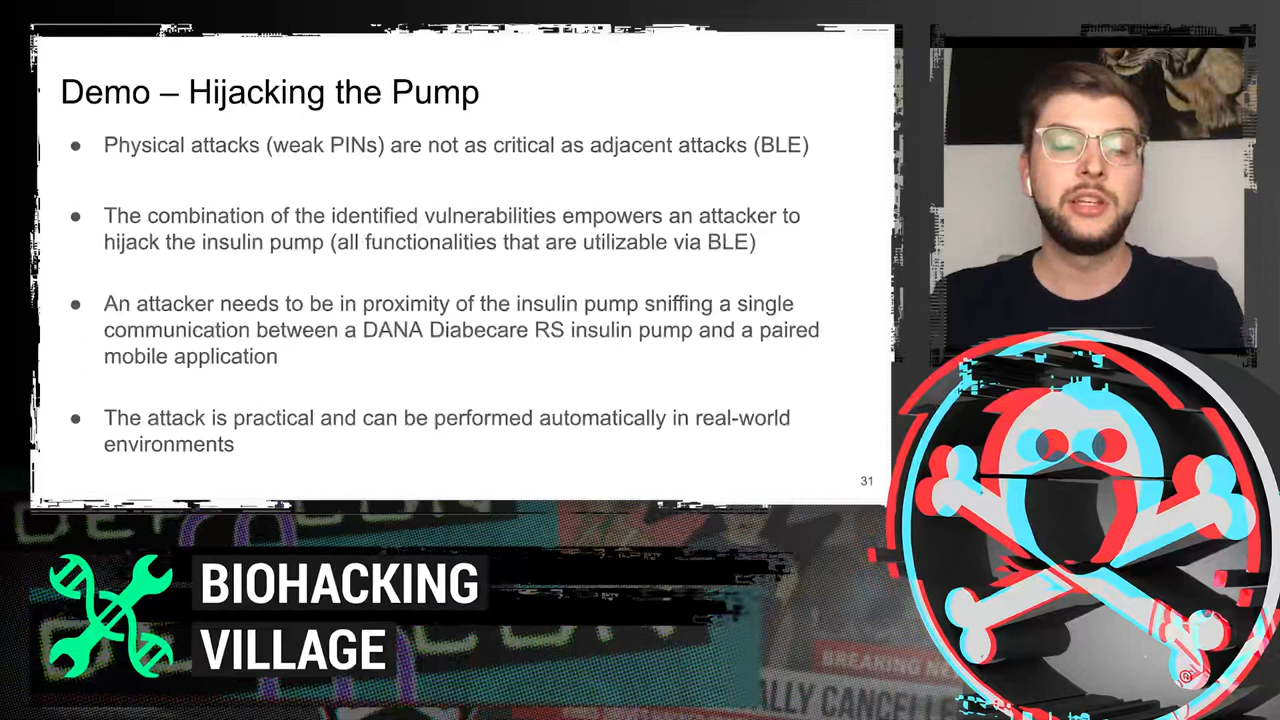 Demo – Hijacking the Pump
● Physical attacks (weak PINs) are not as critical as adjacent attacks (BLE)
● The combination of the identified vulnerabilities empowers an attacker to
hijack the insulin pump (all functionalities that are utilizable via BLE)
● An attacker needs to be in proximity of the insulin pump sniffing a single
communication between a DANA Diabecare RS insulin pump and a paired
mobile application
● The attack is practical and can be performed automatically in real-world
environments
31
BIOHACKING
VILLAGE
BREAKING NE
ALLY CANCELLE